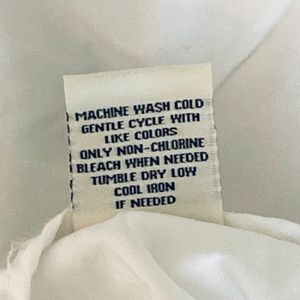 MACHINE WASH COLD
GENTLE CYCLE WITH
LIKE COLORS
ONLY NON-CHLORINE
BLEACH WHEN NEEDED
TUMBLE DRY LOW
COOL IRON
IF NEEDED